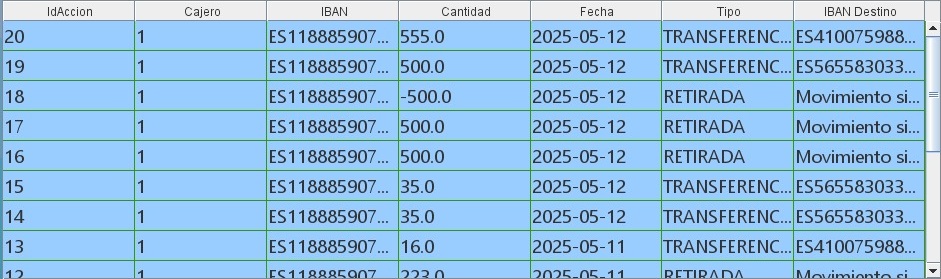 IdAccion Cajero IBAN Cantidad Fecha Tipo IBAN Destino
20 1 ES118885907... 555.0 2025-05-12 TRANSFERENC... ES410075988...
19 1 ES118885907... 500.0 2025-05-12 TRANSFERENC... ES565583033...
18 1 ES118885907... -500.0 2025-05-12 RETIRADA Movimiento si...
17 1 ES118885907... 500.0 2025-05-12 RETIRADA Movimiento si...
16 1 ES118885907... 500.0 2025-05-12 RETIRADA Movimiento si...
15 1 ES118885907... 35.0 2025-05-12 TRANSFERENC... ES565583033...
14 1 ES118885907... 35.0 2025-05-12 TRANSFERENC... ES565583033...
13 1 ES118885907... 16.0 2025-05-11 TRANSFERENC... ES410075988...
12 1 ES118885907... 223.0 2025-05-11 RETIRADA Movimiento si...